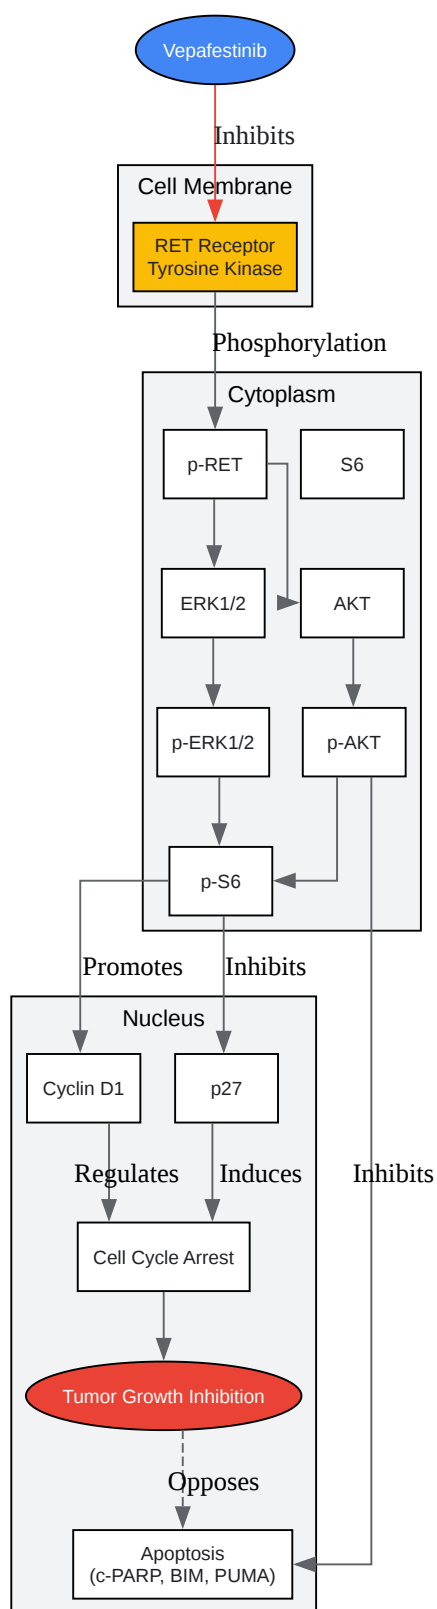 Vepafestinib
Inhibits
Cell Membrane
RET Receptor
Tyrosine Kinase
Phosphorylation
Cytoplasm
p-RET
S6
ERK1/2
AKT
p-ERK1/2
p-AKT
p-S6
Promotes
Inhibits
Nucleus
Cyclin D1
p27
Regulates
Induces
Inhibits
Cell Cycle Arrest
Tumor Growth Inhibition
Opposes
Apoptosis
(c-PARP, BIM, PUMA)